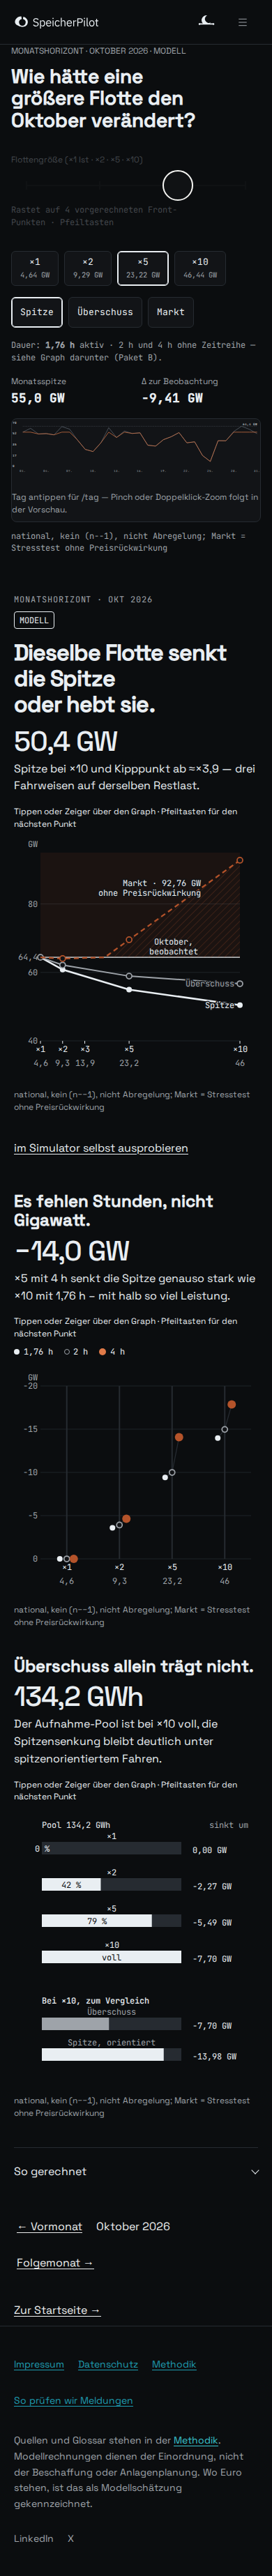 SpeicherPilot
MONATSHORIZONT · OKTOBER 2026 · MODELL
Wie hätte eine
größere Flotte den
Oktober verändert?
Flottengröße (×1 Ist · ×2 · ×5 · ×10)
Rastet auf 4 vorgerechneten Front-
Punkten · Pfeiltasten
×1
4,64 GW
×2
9,29 GW
×5
23,22 GW
×10
46,44 GW
Spitze
Überschuss
Markt
Dauer: 1,76 h aktiv · 2 h und 4 h ohne Zeitreihe —
siehe Graph darunter (Paket B).
Monatsspitze
55,0 GW
Δ zur Beobachtung
−9,41 GW
Tag antippen für /tag — Pinch oder Doppelklick-Zoom folgt in
der Vorschau.
national, kein (n−-1), nicht Abregelung; Markt =
Stresstest ohne Preisrückwirkung
MONATSHORIZONT · OKT 2026
MODELL
Dieselbe Flotte senkt
die Spitze
oder hebt sie.
50,4 GW
Spitze bei ×10 und Kipppunkt ab ≈×3,9 — drei
Fahrweisen auf derselben Restlast.
Tippen oder Zeiger über den Graph · Pfeiltasten für den
nächsten Punkt
GW
Markt · 92,76 GW
ohne Preisrückwirkung
80
Oktober,
beobachtet
64,4
60
Überschuss
Spitze
40
×1 ×2 ×3 ×5 ×10
4,6 9,3 13,9 23,2 46
national, kein (n−-1), nicht Abregelung; Markt = Stresstest
ohne Preisrückwirkung
im Simulator selbst ausprobieren
Es fehlen Stunden, nicht
Gigawatt.
−14,0 GW
×5 mit 4 h senkt die Spitze genauso stark wie
×10 mit 1,76 h – mit halb so viel Leistung.
Tippen oder Zeiger über den Graph · Pfeiltasten für den
nächsten Punkt
1,76 h 2 h 4 h
GW
-20
-15
-10
-5
0
×1 ×2 ×5 ×10
4,6 9,3 23,2 46
national, kein (n−-1), nicht Abregelung; Markt = Stresstest
ohne Preisrückwirkung
Überschuss allein trägt nicht.
134,2 GWh
Der Aufnahme-Pool ist bei ×10 voll, die
Spitzensenkung bleibt deutlich unter
spitzenorientiertem Fahren.
Tippen oder Zeiger über den Graph · Pfeiltasten für den
nächsten Punkt
Pool 134,2 GWh sinkt um
×1
0 % 0,00 GW
×2
42 % -2,27 GW
×5
79 % -5,49 GW
×10
voll -7,70 GW
Bei ×10, zum Vergleich
Überschuss
-7,70 GW
Spitze, orientiert
-13,98 GW
national, kein (n−-1), nicht Abregelung; Markt = Stresstest
ohne Preisrückwirkung
So gerechnet
← Vormonat Oktober 2026
Folgemonat →
Zur Startseite →
Impressum Datenschutz Methodik
So prüfen wir Meldungen
Quellen und Glossar stehen in der Methodik.
Modellrechnungen dienen der Einordnung, nicht
der Beschaffung oder Anlagenplanung. Wo Euro
stehen, ist das als Modellschätzung
gekennzeichnet.
LinkedIn X